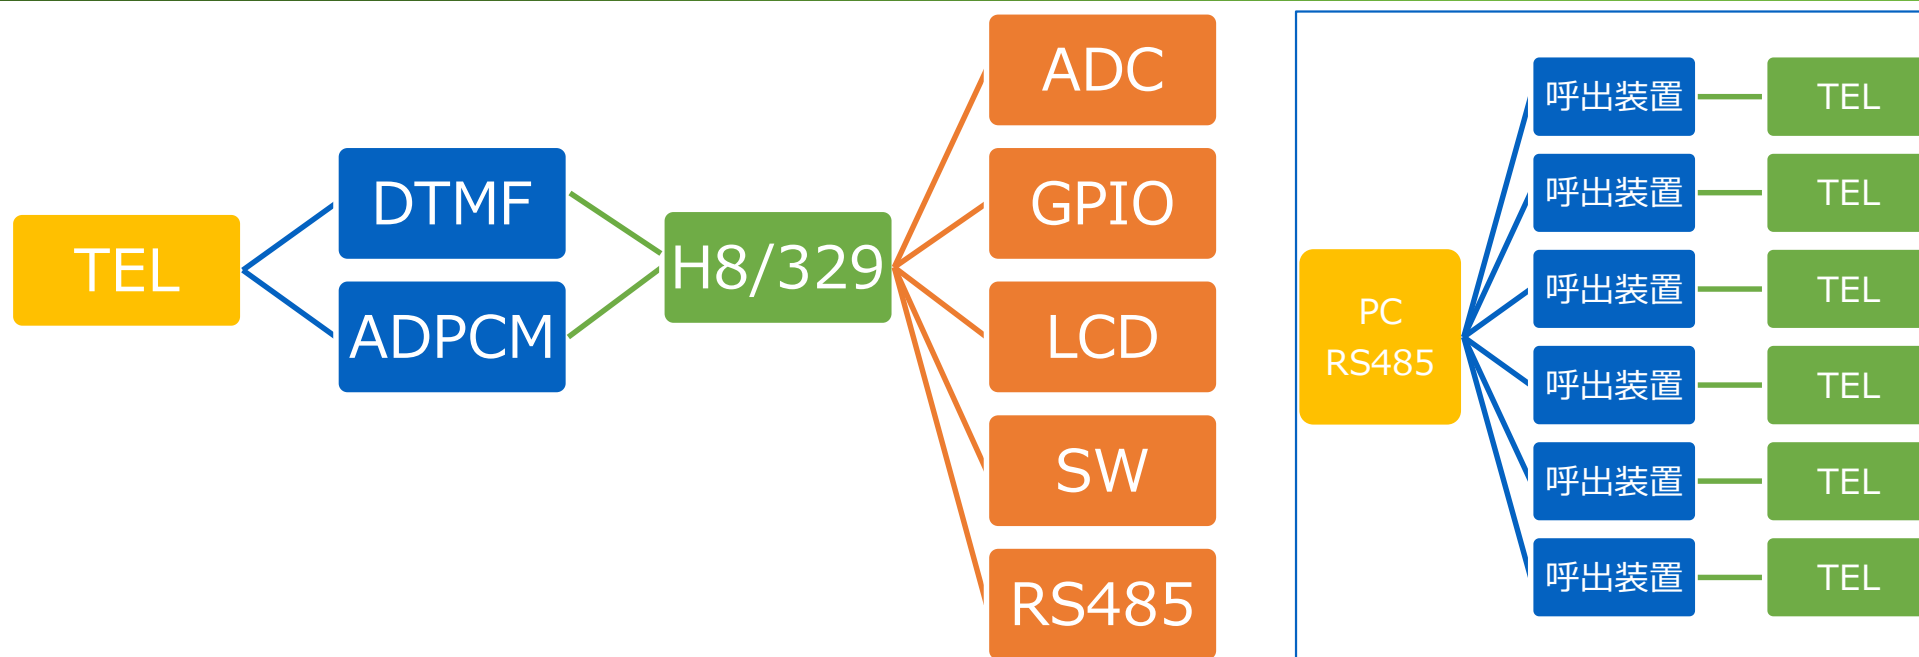 TEL
DTMF
ADPCM
H8/329
ADC
GPIO
LCD
SW
RS485
PC
RS485
呼出装置
TEL
呼出装置
TEL
呼出装置
TEL
呼出装置
TEL
呼出装置
TEL
呼出装置
TEL